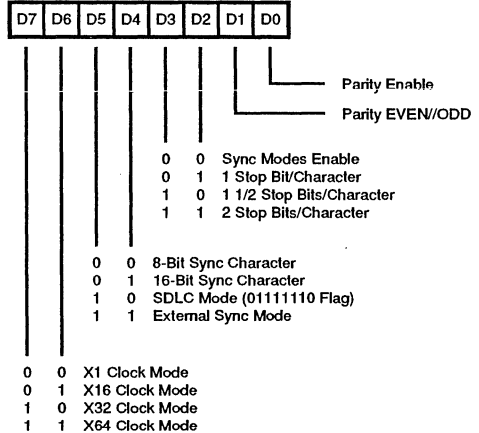 D7 D6 D5 D4 D3 D2 D1 D0
Parity Enable
Parity EVEN//ODD
0 0 Sync Modes Enable
0 1 1 Stop Bit/Character
1 0 1 1/2 Stop Bits/Character
1 1 2 Stop Bits/Character
0 0 8-Bit Sync Character
0 1 16-Bit Sync Character
1 0 SDLC Mode (01111110 Flag)
1 1 External Sync Mode
0 0 X1 Clock Mode
0 1 X16 Clock Mode
1 0 X32 Clock Mode
1 1 X64 Clock Mode